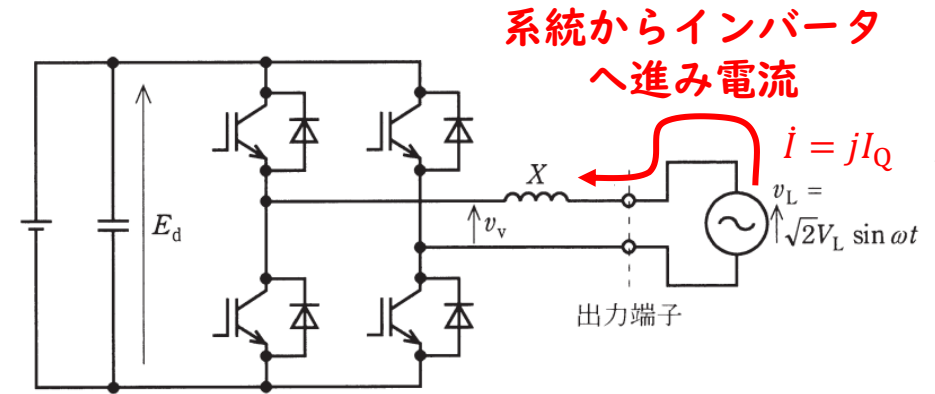 系統からインバータ
へ進み電流
İ = jI_Q
X
v_L =
√2V_L sin ωt
E_d
v_v
出力端子